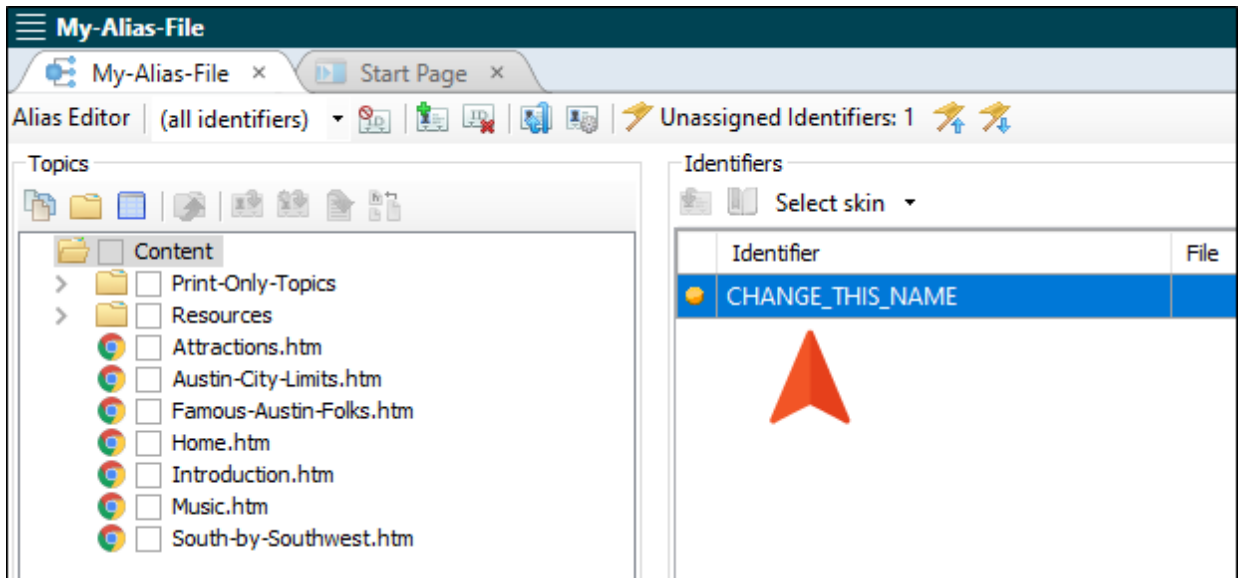 My-Alias-File
My-Alias-File × Start Page ×
Alias Editor (all identifiers) Unassigned Identifiers: 1
Topics
Content
Print-Only-Topics
Resources
Attractions.htm
Austin-City-Limits.htm
Famous-Austin-Folks.htm
Home.htm
Introduction.htm
Music.htm
South-by-Southwest.htm
Identifiers
Select skin
Identifier File
CHANGE_THIS_NAME